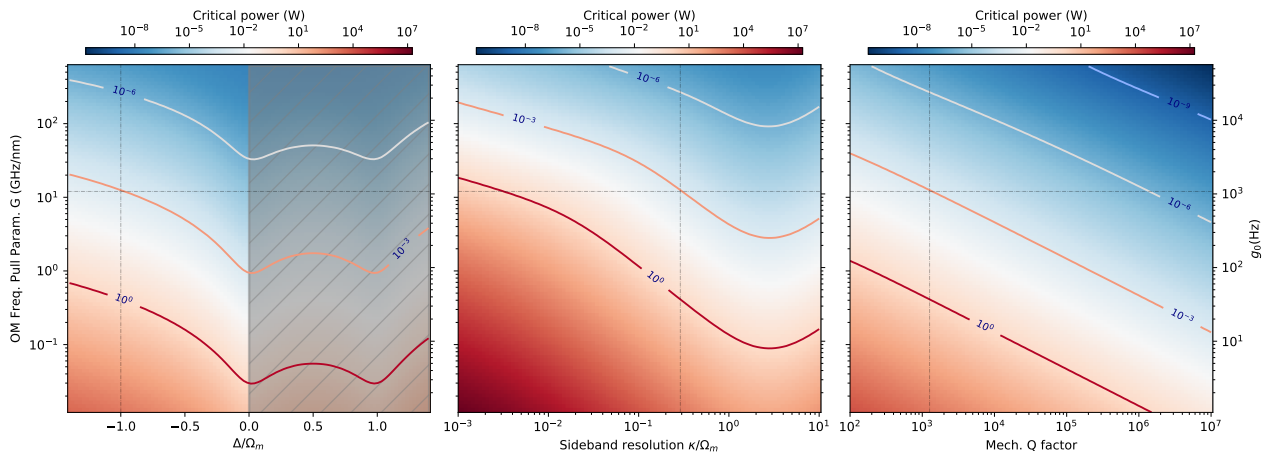 Critical power (W)
10⁻⁸ 10⁻⁵ 10⁻² 10¹ 10⁴ 10⁷
OM Freq. Pull Param. G (GHz/nm)
10²
10¹
10⁰
10⁻¹
10⁻⁶
10⁻³
10⁰
−1.0 −0.5 0.0 0.5 1.0
Δ/Ωₘ
Critical power (W)
10⁻⁸ 10⁻⁵ 10⁻² 10¹ 10⁴ 10⁷
10⁻⁶
10⁻³
10⁰
10⁻³ 10⁻² 10⁻¹ 10⁰ 10¹
Sideband resolution κ/Ωₘ
Critical power (W)
10⁻⁸ 10⁻⁵ 10⁻² 10¹ 10⁴ 10⁷
10⁻⁹
10⁻⁶
10⁻³
10⁰
10² 10³ 10⁴ 10⁵ 10⁶ 10⁷
Mech. Q factor
10⁴
10³
10²
10¹
g₀(Hz)